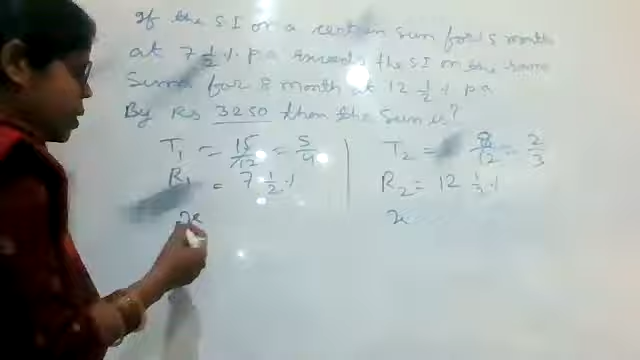 If the S I on a certain Sum for 15 month
at 7 1/2 % p.a exceeds the S I on the same
Sum for 8 month at 12 1/2 % p.a
By Rs 3250 then the Sum is?
T1 = 15/12 = 5/4
R1 = 7 1/2 %
x
T2 = 8/12 = 2/3
R2 = 12 1/2 %
x